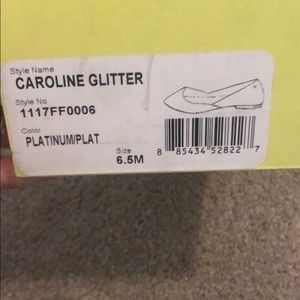 Style Name
CAROLINE GLITTER
Style No
1117FF0006
Color
PLATINUM/PLAT
Size
6.5M
8 85434 52822 7